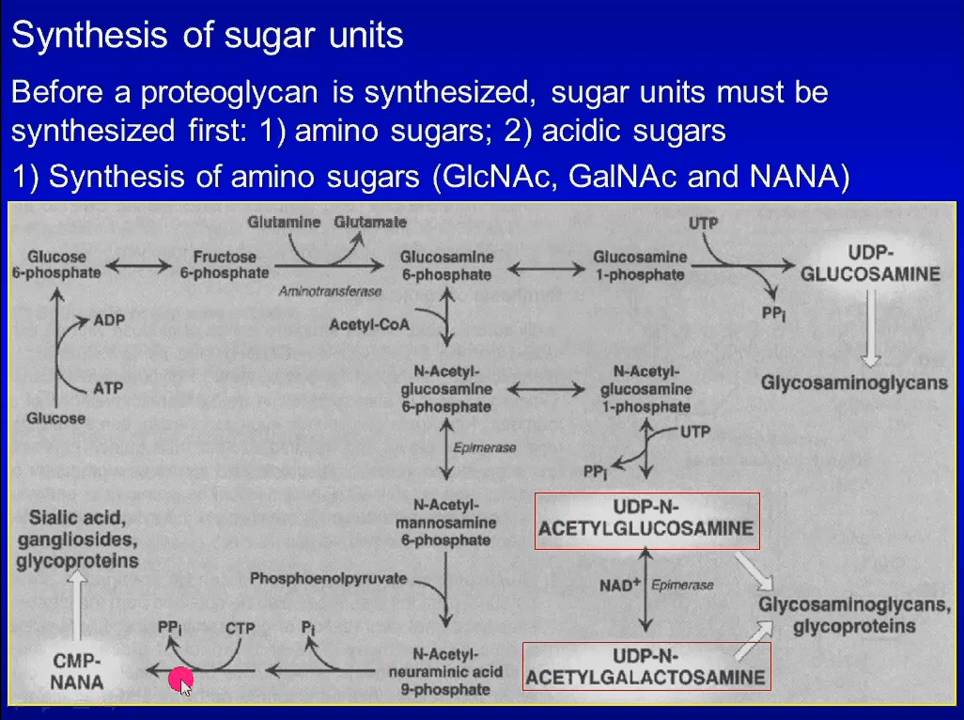 Synthesis of sugar units
Before a proteoglycan is synthesized, sugar units must be
synthesized first: 1) amino sugars; 2) acidic sugars
1) Synthesis of amino sugars (GlcNAc, GalNAc and NANA)
Glutamine Glutamate
UTP
Glucose
6-phosphate
Fructose
6-phosphate
Glucosamine
6-phosphate
Glucosamine
1-phosphate
UDP-
GLUCOSAMINE
Aminotransferase
PPi
ADP
Acetyl-CoA
ATP
Glucose
N-Acetyl-
glucosamine
6-phosphate
N-Acetyl-
glucosamine
1-phosphate
Glycosaminoglycans
UTP
Epimerase
PPi
Sialic acid,
gangliosides,
glycoproteins
N-Acetyl-
mannosamine
6-phosphate
UDP-N-
ACETYLGLUCOSAMINE
Phosphoenolpyruvate
NAD+ Epimerase
Glycosaminoglycans,
glycoproteins
PPi CTP Pi
CMP-
NANA
N-Acetyl-
neuraminic acid
9-phosphate
UDP-N-
ACETYLGALACTOSAMINE